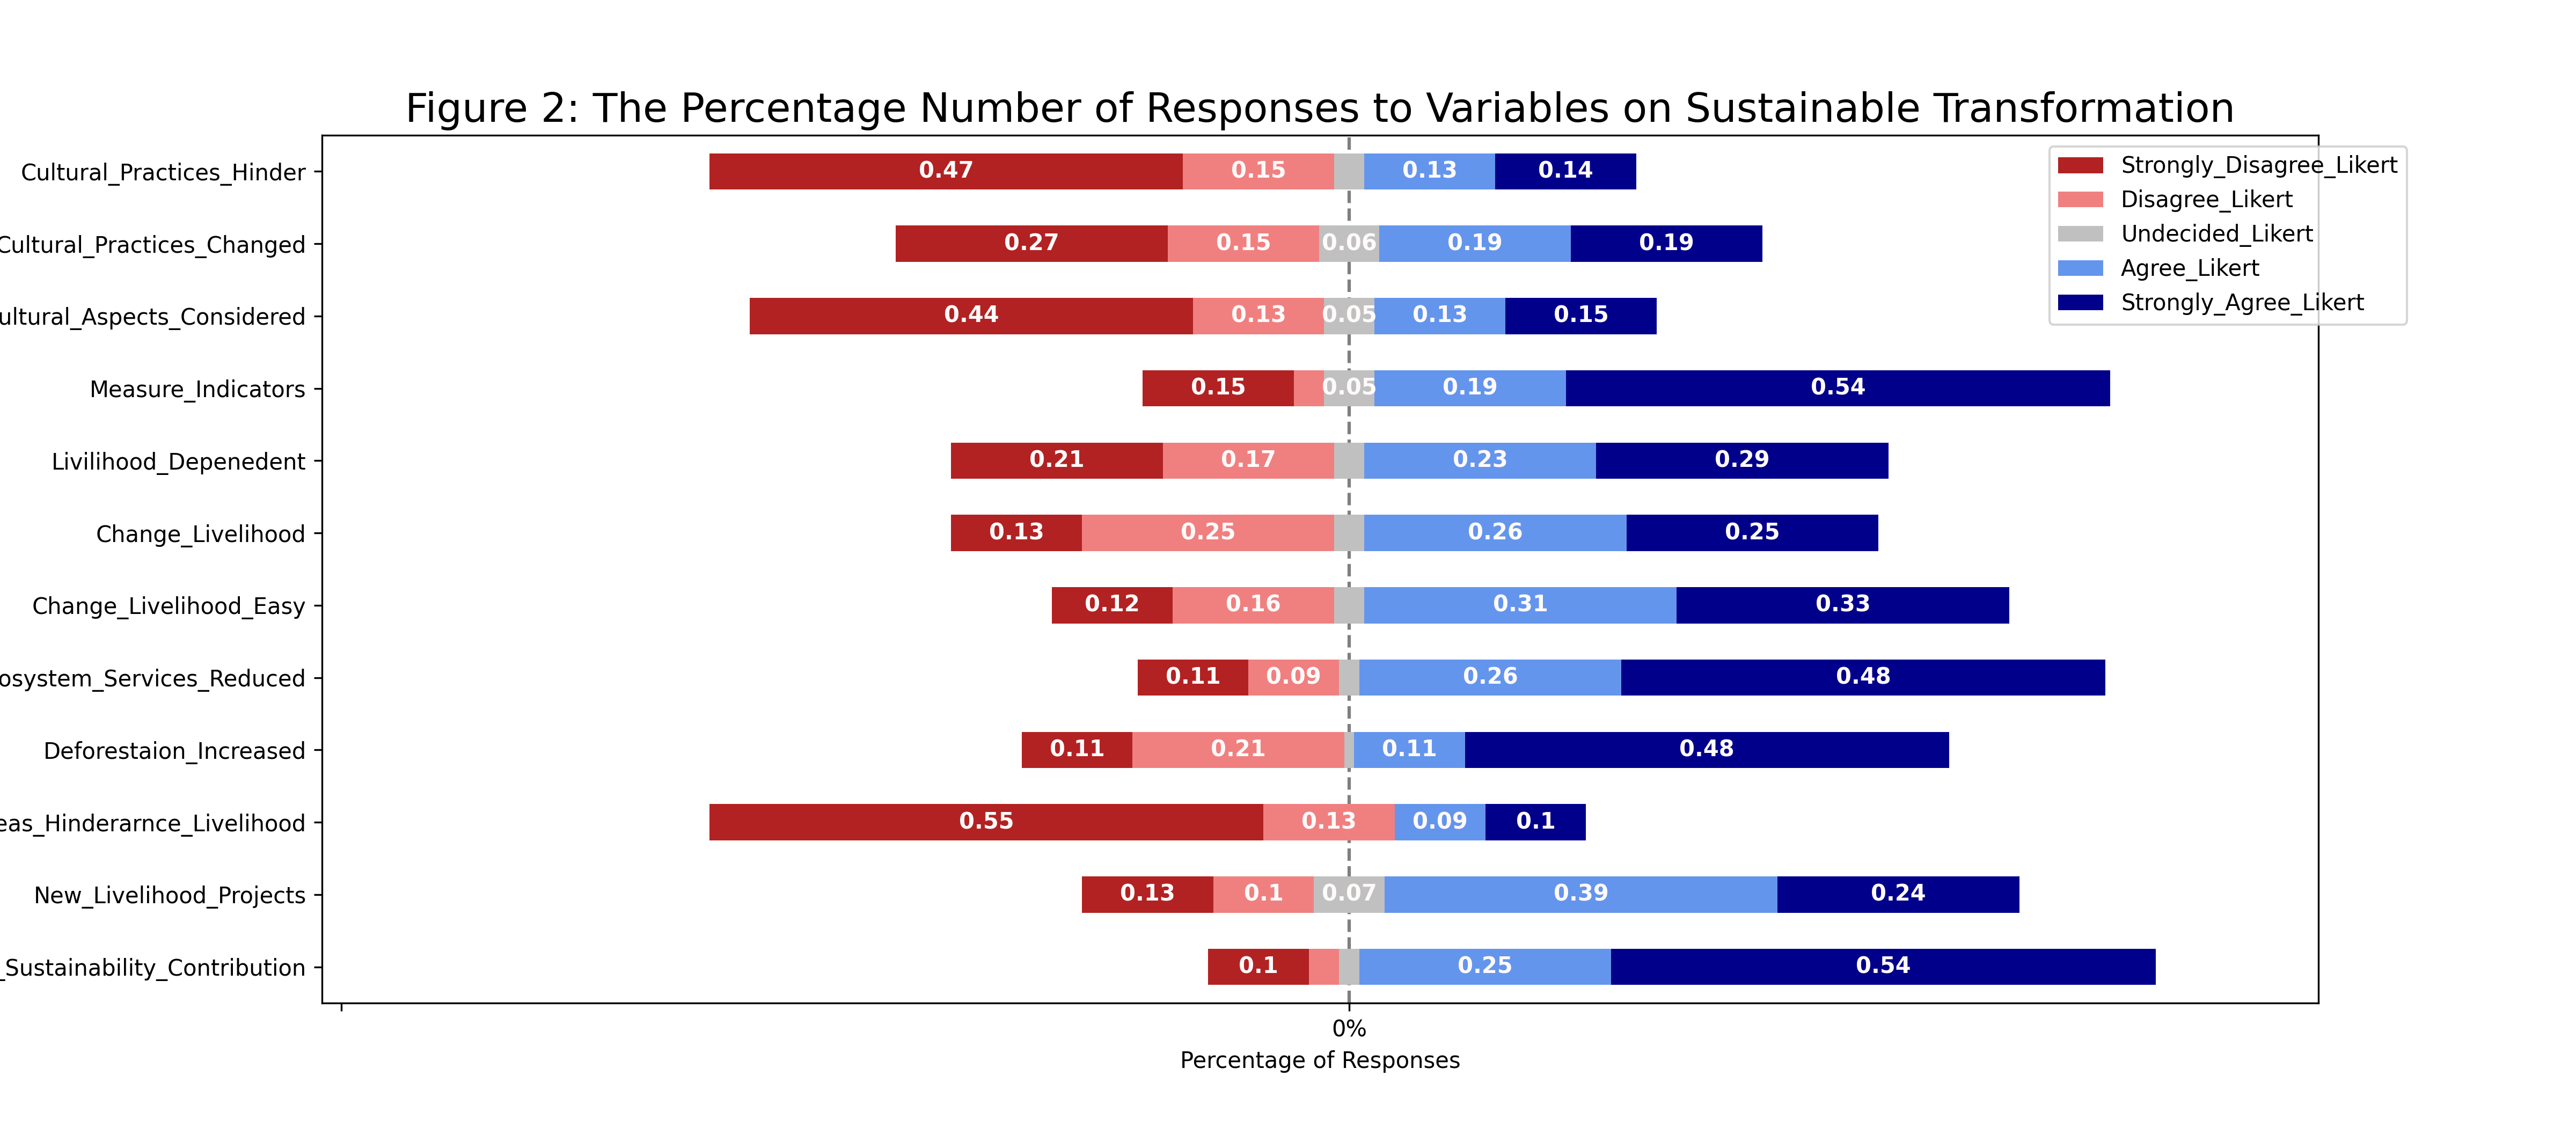 Figure 2: The Percentage Number of Responses to Variables on Sustainable Transformation
Cultural_Practices_Hinder 0.47 0.15 0.13 0.14
Cultural_Practices_Changed 0.27 0.15 0.06 0.19 0.19
ultural_Aspects_Considered 0.44 0.13 0.05 0.13 0.15
Measure_Indicators 0.15 0.05 0.19 0.54
Livilihood_Depenedent 0.21 0.17 0.23 0.29
Change_Livelihood 0.13 0.25 0.26 0.25
Change_Livelihood_Easy 0.12 0.16 0.31 0.33
osystem_Services_Reduced 0.11 0.09 0.26 0.48
Deforestaion_Increased 0.11 0.21 0.11 0.48
eas_Hinderarnce_Livelihood 0.55 0.13 0.09 0.1
New_Livelihood_Projects 0.13 0.1 0.07 0.39 0.24
_Sustainability_Contribution 0.1 0.25 0.54
Strongly_Disagree_Likert
Disagree_Likert
Undecided_Likert
Agree_Likert
Strongly_Agree_Likert
0%
Percentage of Responses